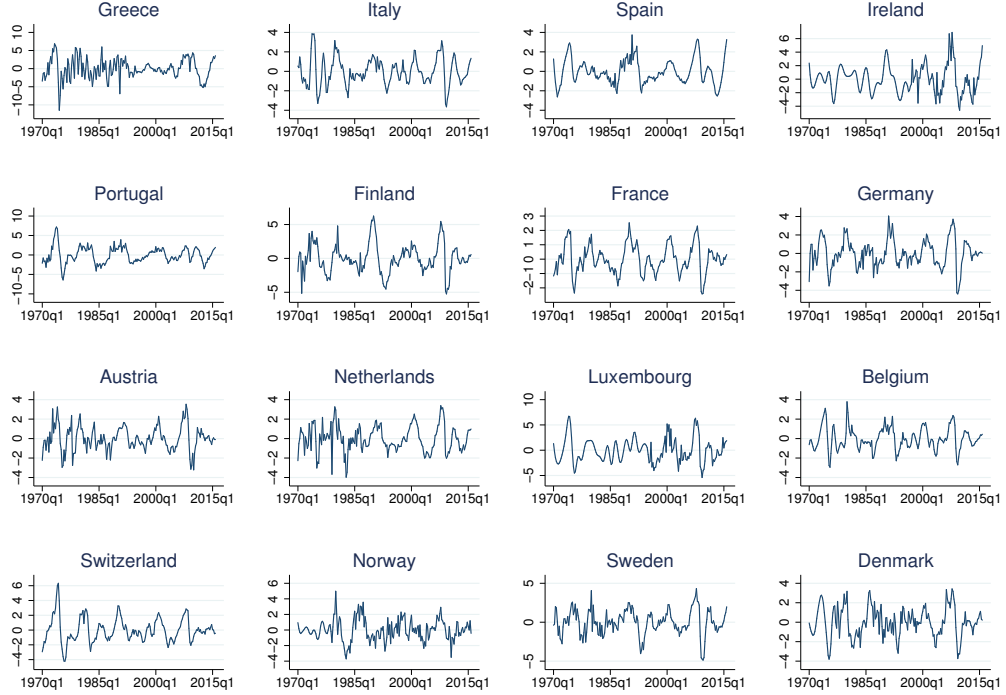 Greece Italy Spain Ireland
10 5 0 −5 −10
4 2 0 −2 −4
4 2 0 −2 −4
6 4 2 0 −2 −4
1970q1 1985q1 2000q1 2015q1 1970q1 1985q1 2000q1 2015q1 1970q1 1985q1 2000q1 2015q1 1970q1 1985q1 2000q1 2015q1
Portugal Finland France Germany
10 5 0 −5 −10
5 0 −5
3 2 1 0 −1 −2
4 2 0 −2 −4
1970q1 1985q1 2000q1 2015q1 1970q1 1985q1 2000q1 2015q1 1970q1 1985q1 2000q1 2015q1 1970q1 1985q1 2000q1 2015q1
Austria Netherlands Luxembourg Belgium
4 2 0 −2 −4
4 2 0 −2 −4
10 5 0 −5
4 2 0 −2 −4
1970q1 1985q1 2000q1 2015q1 1970q1 1985q1 2000q1 2015q1 1970q1 1985q1 2000q1 2015q1 1970q1 1985q1 2000q1 2015q1
Switzerland Norway Sweden Denmark
6 4 2 0 −2 −4
6 4 2 0 −2 −4
5 0 −5
4 2 0 −2 −4
1970q1 1985q1 2000q1 2015q1 1970q1 1985q1 2000q1 2015q1 1970q1 1985q1 2000q1 2015q1 1970q1 1985q1 2000q1 2015q1